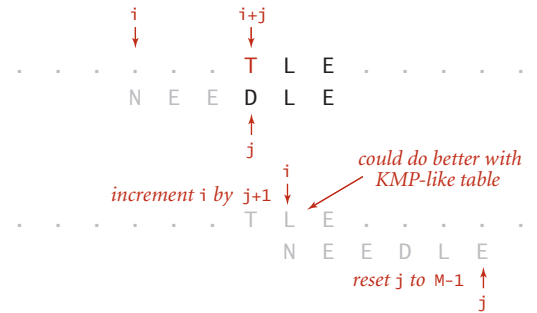 i i+j
. . . . . . T L E . . . . .
N E E D L E
j
could do better with
KMP-like table
i
increment i by j+1
. . . . . . T L E . . . . .
N E E D L E
reset j to M-1
j